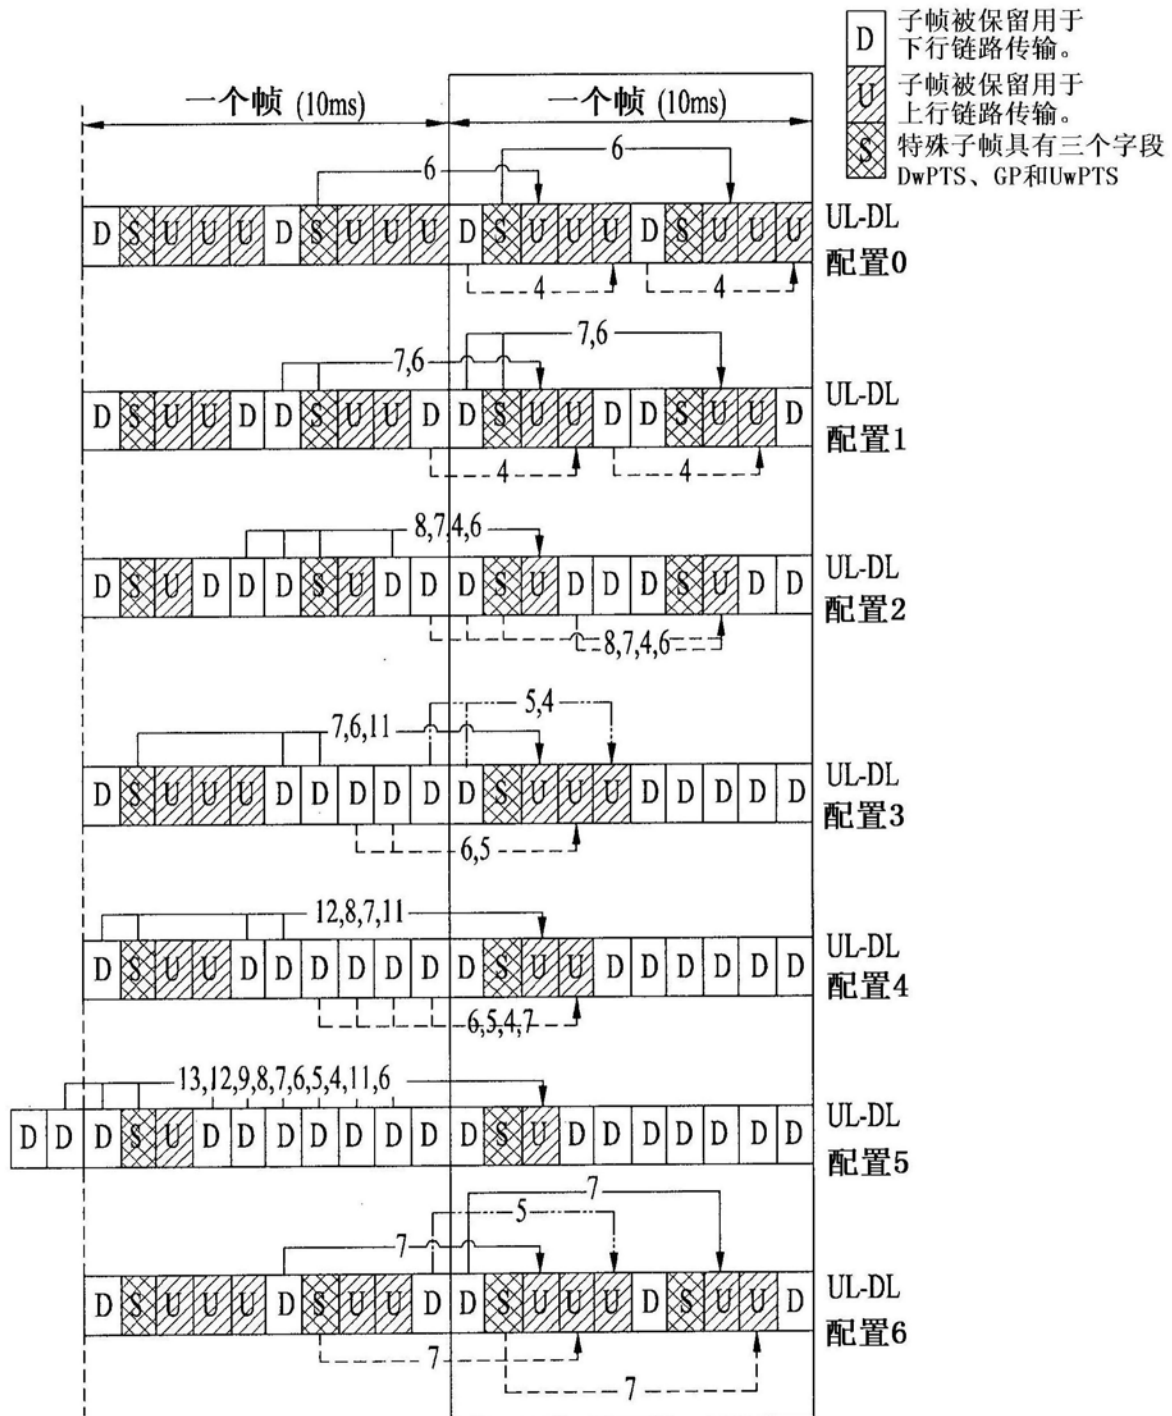 D 子帧被保留用于
下行链路传输。
U 子帧被保留用于
上行链路传输。
S 特殊子帧具有三个字段
DwPTS、GP和UwPTS
一个帧 (10ms) 一个帧 (10ms)
6 6
D S U U U D S U U U D S U U U D S U U U UL-DL
配置0
4 4
7,6 7,6
D S U U D D S U U D D S U U D D S U U D UL-DL
配置1
4 4
8,7,4,6
D S U D D D S U D D D S U D D D S U D D UL-DL
配置2
8,7,4,6
5,4
7,6,11
D S U U U D D D D D D S U U U D D D D D UL-DL
配置3
6,5
12,8,7,11
D S U U D D D D D D D S U U D D D D D D UL-DL
配置4
6,5,4,7
13,12,9,8,7,6,5,4,11,6
D D D S U D D D D D D D D S U D D D D D D D UL-DL
配置5
7
5
7
D S U U U D S U U D D S U U U D S U U D UL-DL
配置6
7
7